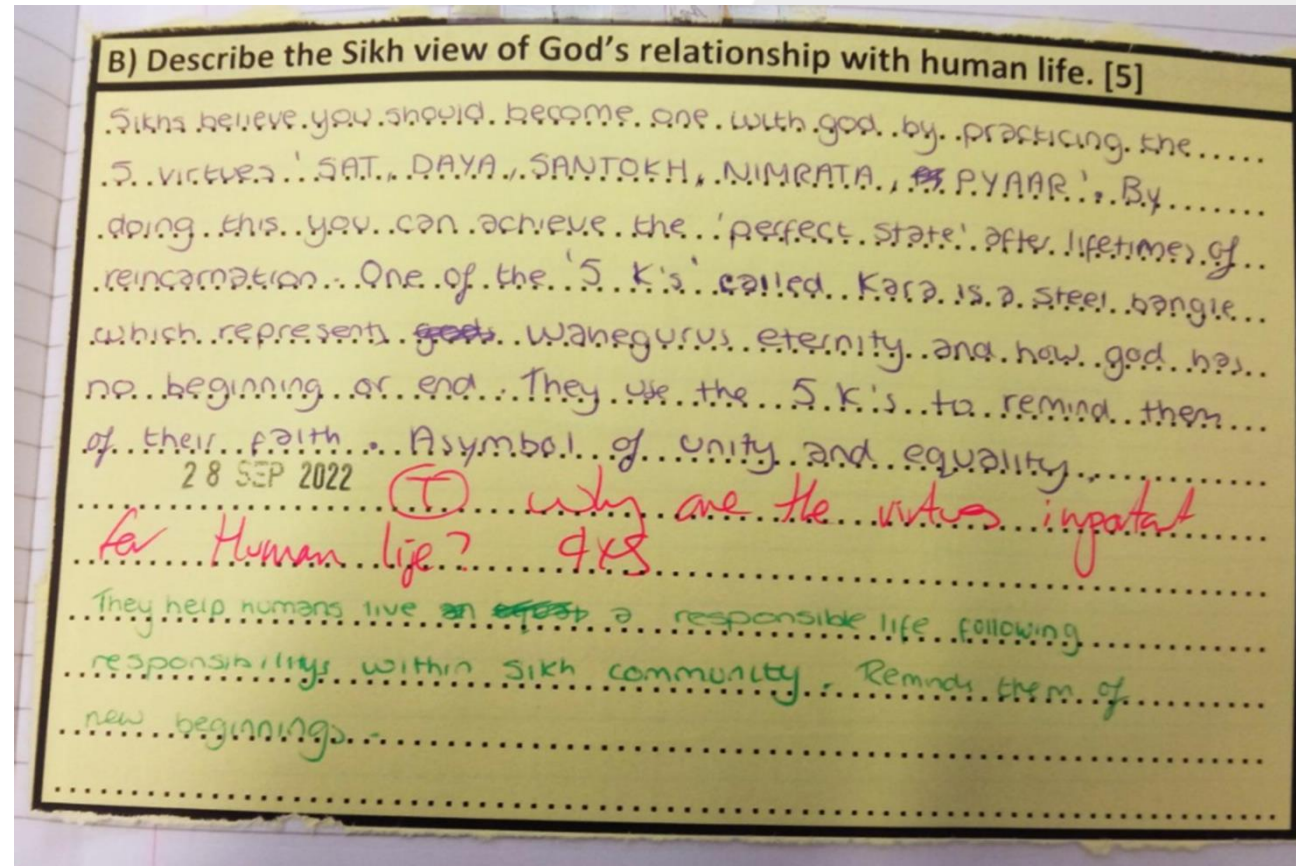 B) Describe the Sikh view of God's relationship with human life. [5]
Sikhs believe you should become one with god by practicing the
5 virtues 'SAT, DAYA, SANTOKH, NIMRATA, PYAAR'. By
doing this you can achieve the 'perfect state' after lifetimes of
reincarnation. One of the '5 K's' called Kara is a steel bangle
which represents wahegurus eternity and how god has
no beginning or end. They use the 5 K's to remind them
of their faith. A symbol of unity and equality.
28 SEP 2022
(T) Why are the virtues impotat
for Human life?
They help humans live a responsible life following
responsibilitys within Sikh community. Reminds them of
new beginnings.